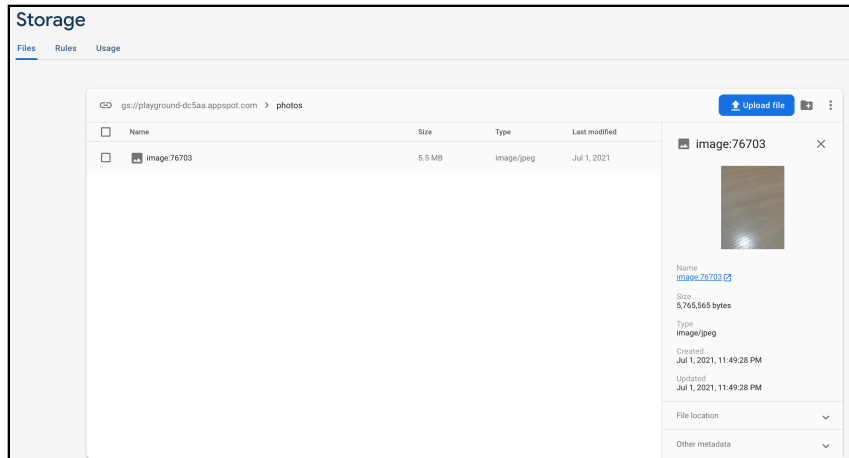 Storage
Files Rules Usage
gs://playground-dc5aa.appspot.com > photos Upload file
Name Size Type Last modified
image:76703 5.5 MB image/jpeg Jul 1, 2021
image:76703
Name
image:76703
Size
5,765,565 bytes
Type
image/jpeg
Created
Jul 1, 2021, 11:49:28 PM
Updated
Jul 1, 2021, 11:49:28 PM
File location
Other metadata